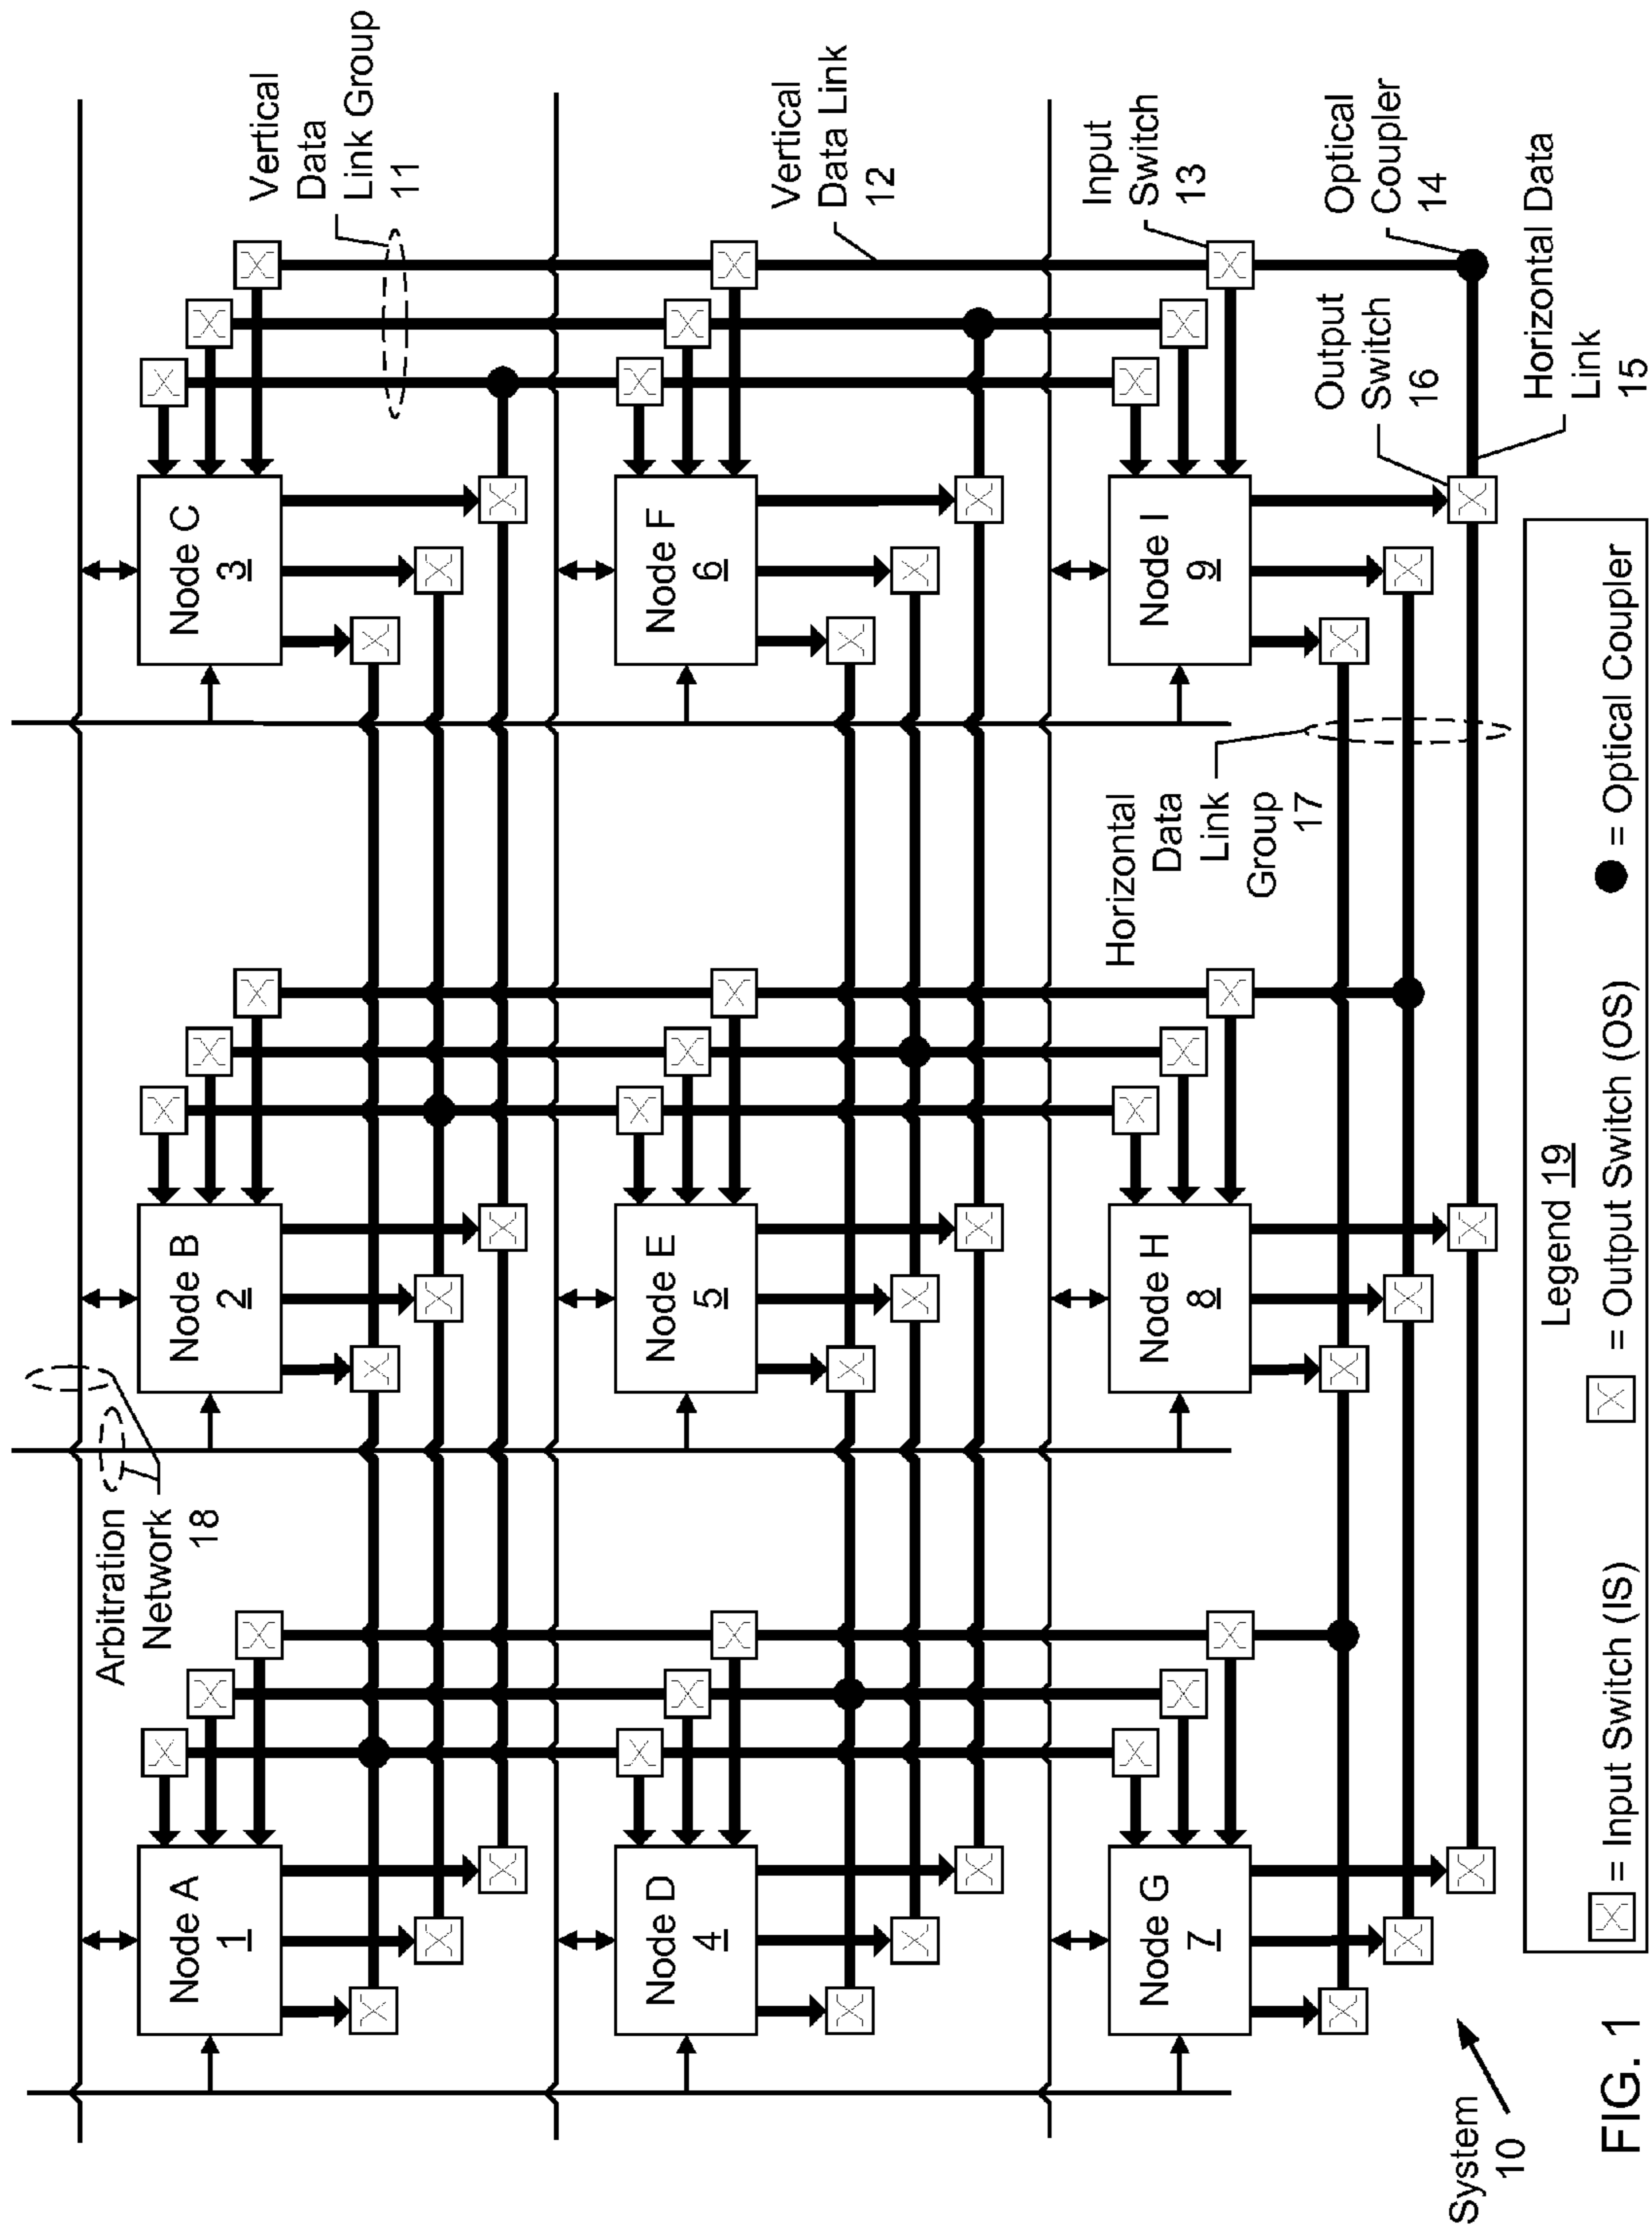 Arbitration
Network
18
Node A
1
Node B
2
Node C
3
Vertical
Data
Link Group
11
Node D
4
Node E
5
Node F
6
Vertical
Data Link
12
Node G
7
Node H
8
Horizontal
Data
Link
Group
17
Node I
9
Input
Switch
13
Output
Switch
16
Optical
Coupler
14
Horizontal Data
Link
15
System
10
Legend 19
= Input Switch (IS)
= Output Switch (OS)
= Optical Coupler
FIG. 1